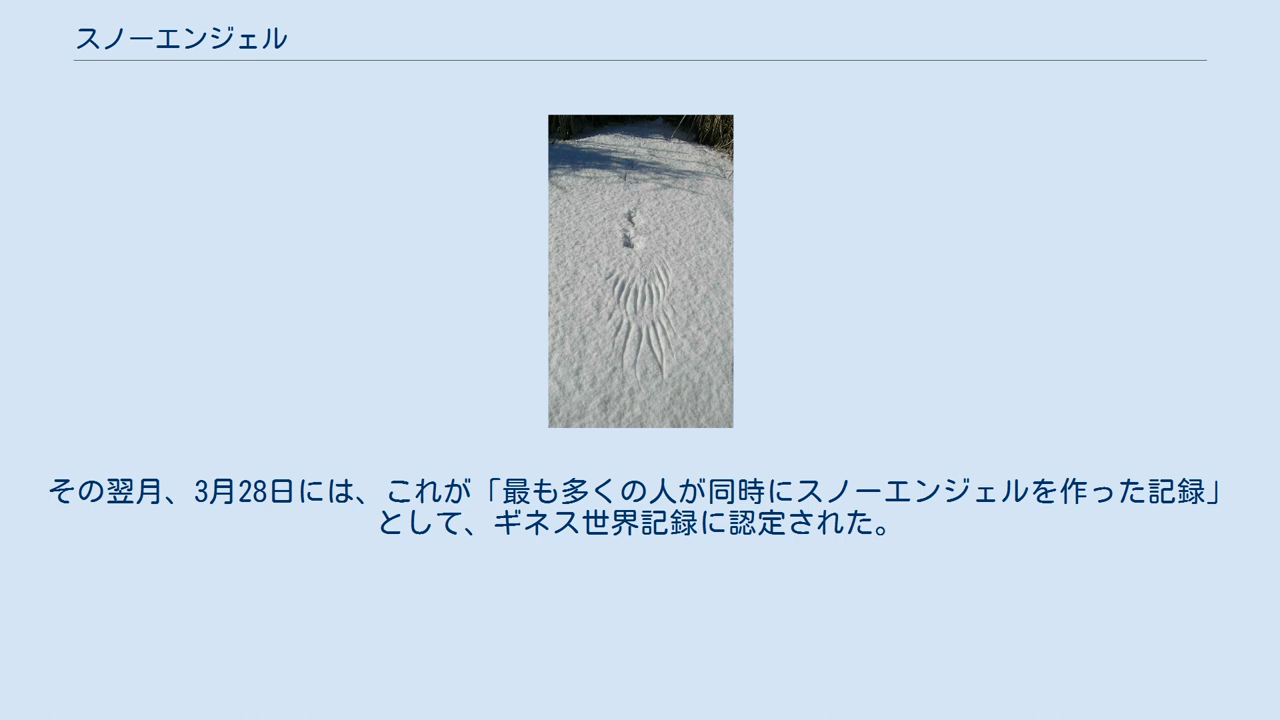 スノーエンジェル
その翌月、3月28日には、これが「最も多くの人が同時にスノーエンジェルを作った記録」
として、ギネス世界記録に認定された。